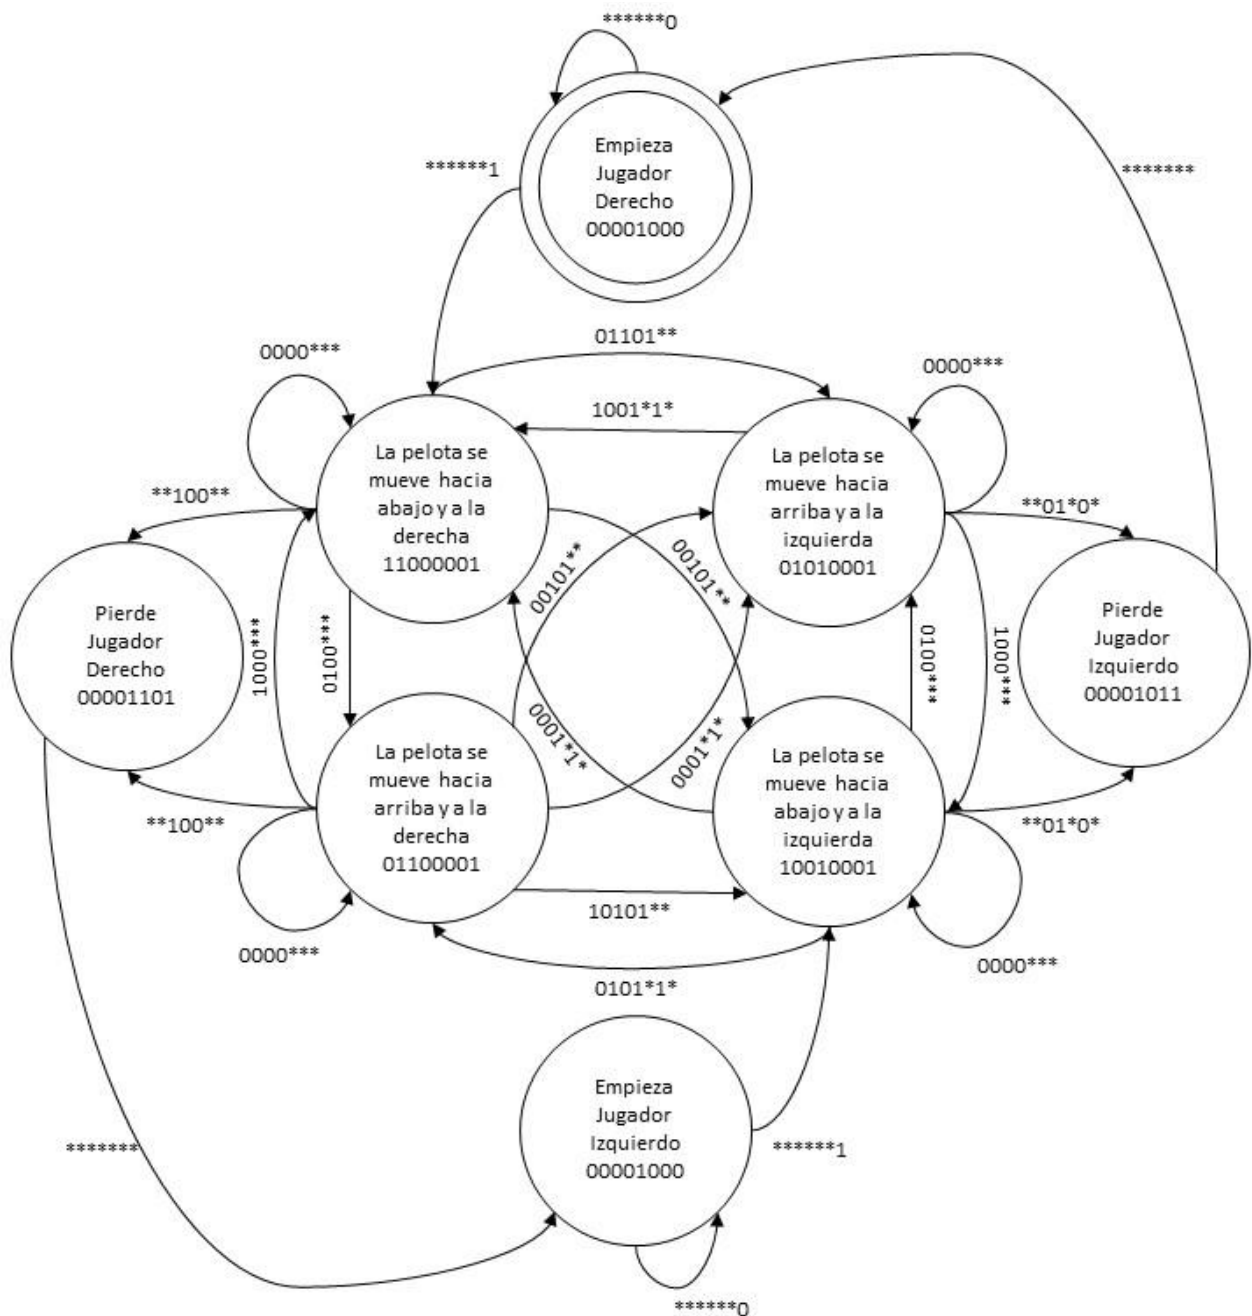 ******0
Empieza
Jugador
Derecho
00001000
******1
*******
01101**
0000***
0000***
1001*1*
La pelota se
mueve hacia
abajo y a la
derecha
11000001
La pelota se
mueve hacia
arriba y a la
izquierda
01010001
**100**
**01*0*
00101**
00101**
Pierde
Jugador
Derecho
00001101
1000***
0100***
0100***
1000***
Pierde
Jugador
Izquierdo
00001011
0001*1*
0001*1*
La pelota se
mueve hacia
arriba y a la
derecha
01100001
La pelota se
mueve hacia
abajo y a la
izquierda
10010001
**100**
**01*0*
10101**
0000***
0000***
0101*1*
Empieza
Jugador
Izquierdo
00001000
*******
******1
******0